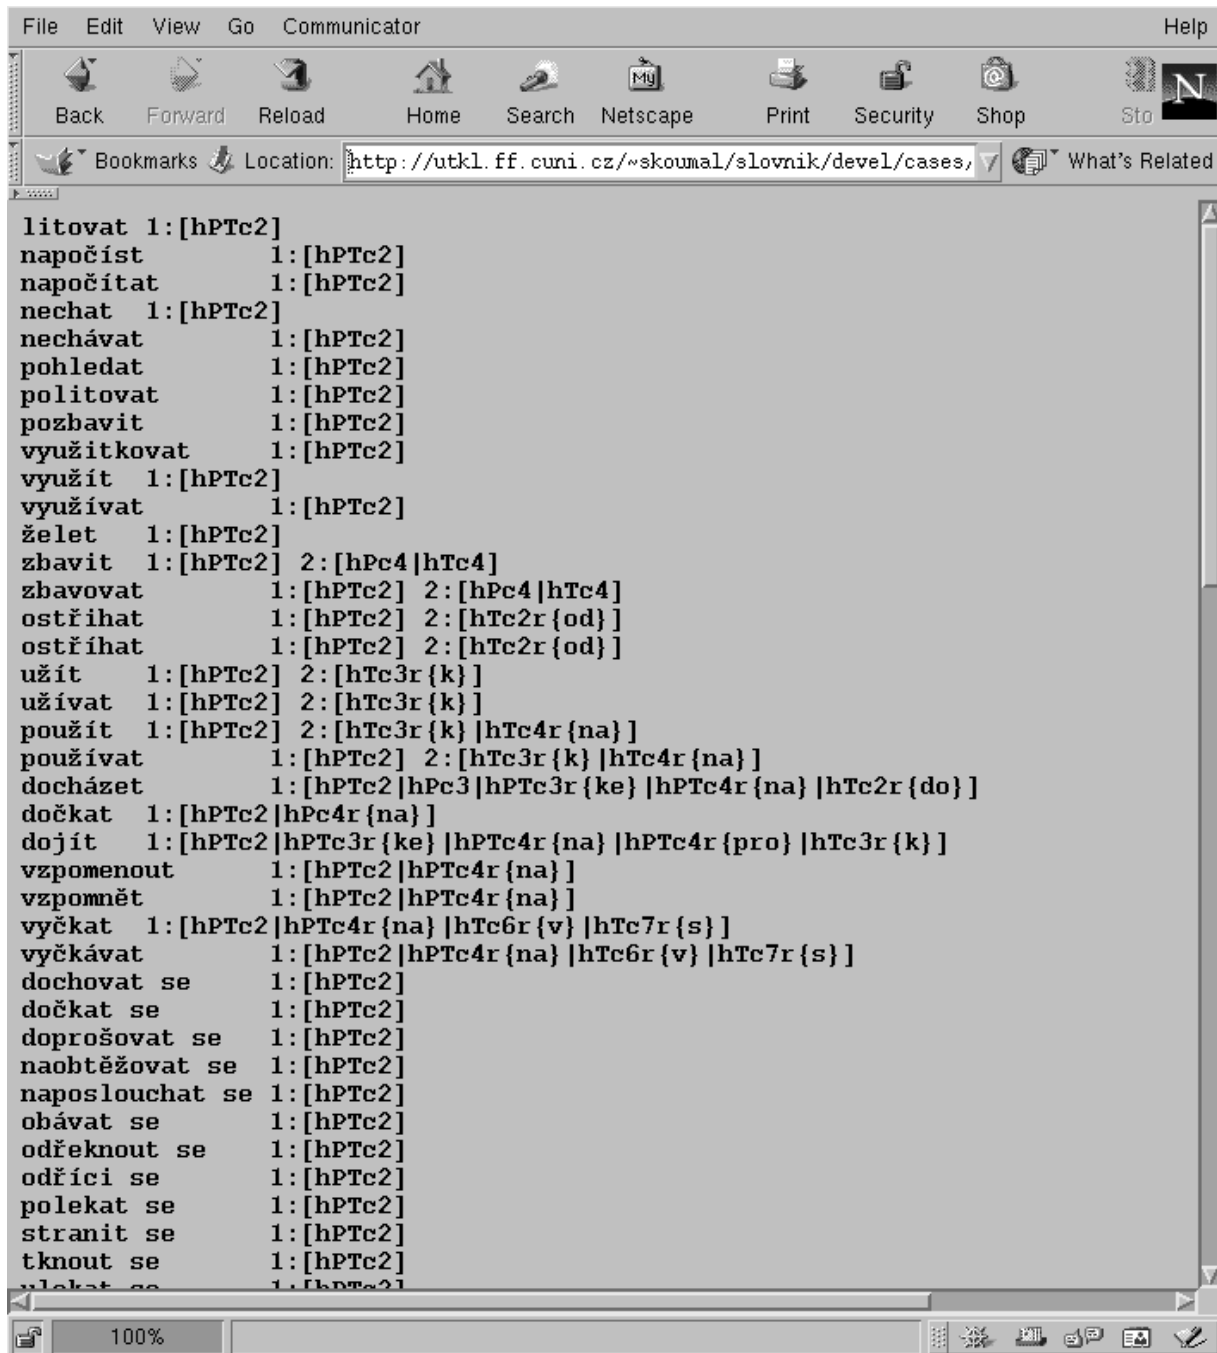 File Edit View Go Communicator Help
Back Forward Reload Home Search Netscape Print Security Shop Sto
My
N
Bookmarks Location: http://utkl.ff.cuni.cz/~skoumal/slovnik/devel/cases/ What's Related
litovat 1:[hPTc2]
napočíst 1:[hPTc2]
napočítat 1:[hPTc2]
nechat 1:[hPTc2]
nechávat 1:[hPTc2]
pohledat 1:[hPTc2]
politovat 1:[hPTc2]
pozbavit 1:[hPTc2]
využitkovat 1:[hPTc2]
využít 1:[hPTc2]
využívat 1:[hPTc2]
želet 1:[hPTc2]
zbavit 1:[hPTc2] 2:[hPc4|hTc4]
zbavovat 1:[hPTc2] 2:[hPc4|hTc4]
ostřihat 1:[hPTc2] 2:[hTc2r{od}]
ostříhat 1:[hPTc2] 2:[hTc2r{od}]
užít 1:[hPTc2] 2:[hTc3r{k}]
užívat 1:[hPTc2] 2:[hTc3r{k}]
použít 1:[hPTc2] 2:[hTc3r{k}|hTc4r{na}]
používat 1:[hPTc2] 2:[hTc3r{k}|hTc4r{na}]
docházet 1:[hPTc2|hPc3|hPTc3r{ke}|hPTc4r{na}|hTc2r{do}]
dočkat 1:[hPTc2|hPc4r{na}]
dojít 1:[hPTc2|hPTc3r{ke}|hPTc4r{na}|hPTc4r{pro}|hTc3r{k}]
vzpomenout 1:[hPTc2|hPTc4r{na}]
vzpomnět 1:[hPTc2|hPTc4r{na}]
vyčkat 1:[hPTc2|hPTc4r{na}|hTc6r{v}|hTc7r{s}]
vyčkávat 1:[hPTc2|hPTc4r{na}|hTc6r{v}|hTc7r{s}]
dochovat se 1:[hPTc2]
dočkat se 1:[hPTc2]
doprošovat se 1:[hPTc2]
naobtěžovat se 1:[hPTc2]
naposlouchat se 1:[hPTc2]
obávat se 1:[hPTc2]
odřeknout se 1:[hPTc2]
odříci se 1:[hPTc2]
polekat se 1:[hPTc2]
stranit se 1:[hPTc2]
tknout se 1:[hPTc2]
ulekat se 1:[hPTc2]
100%